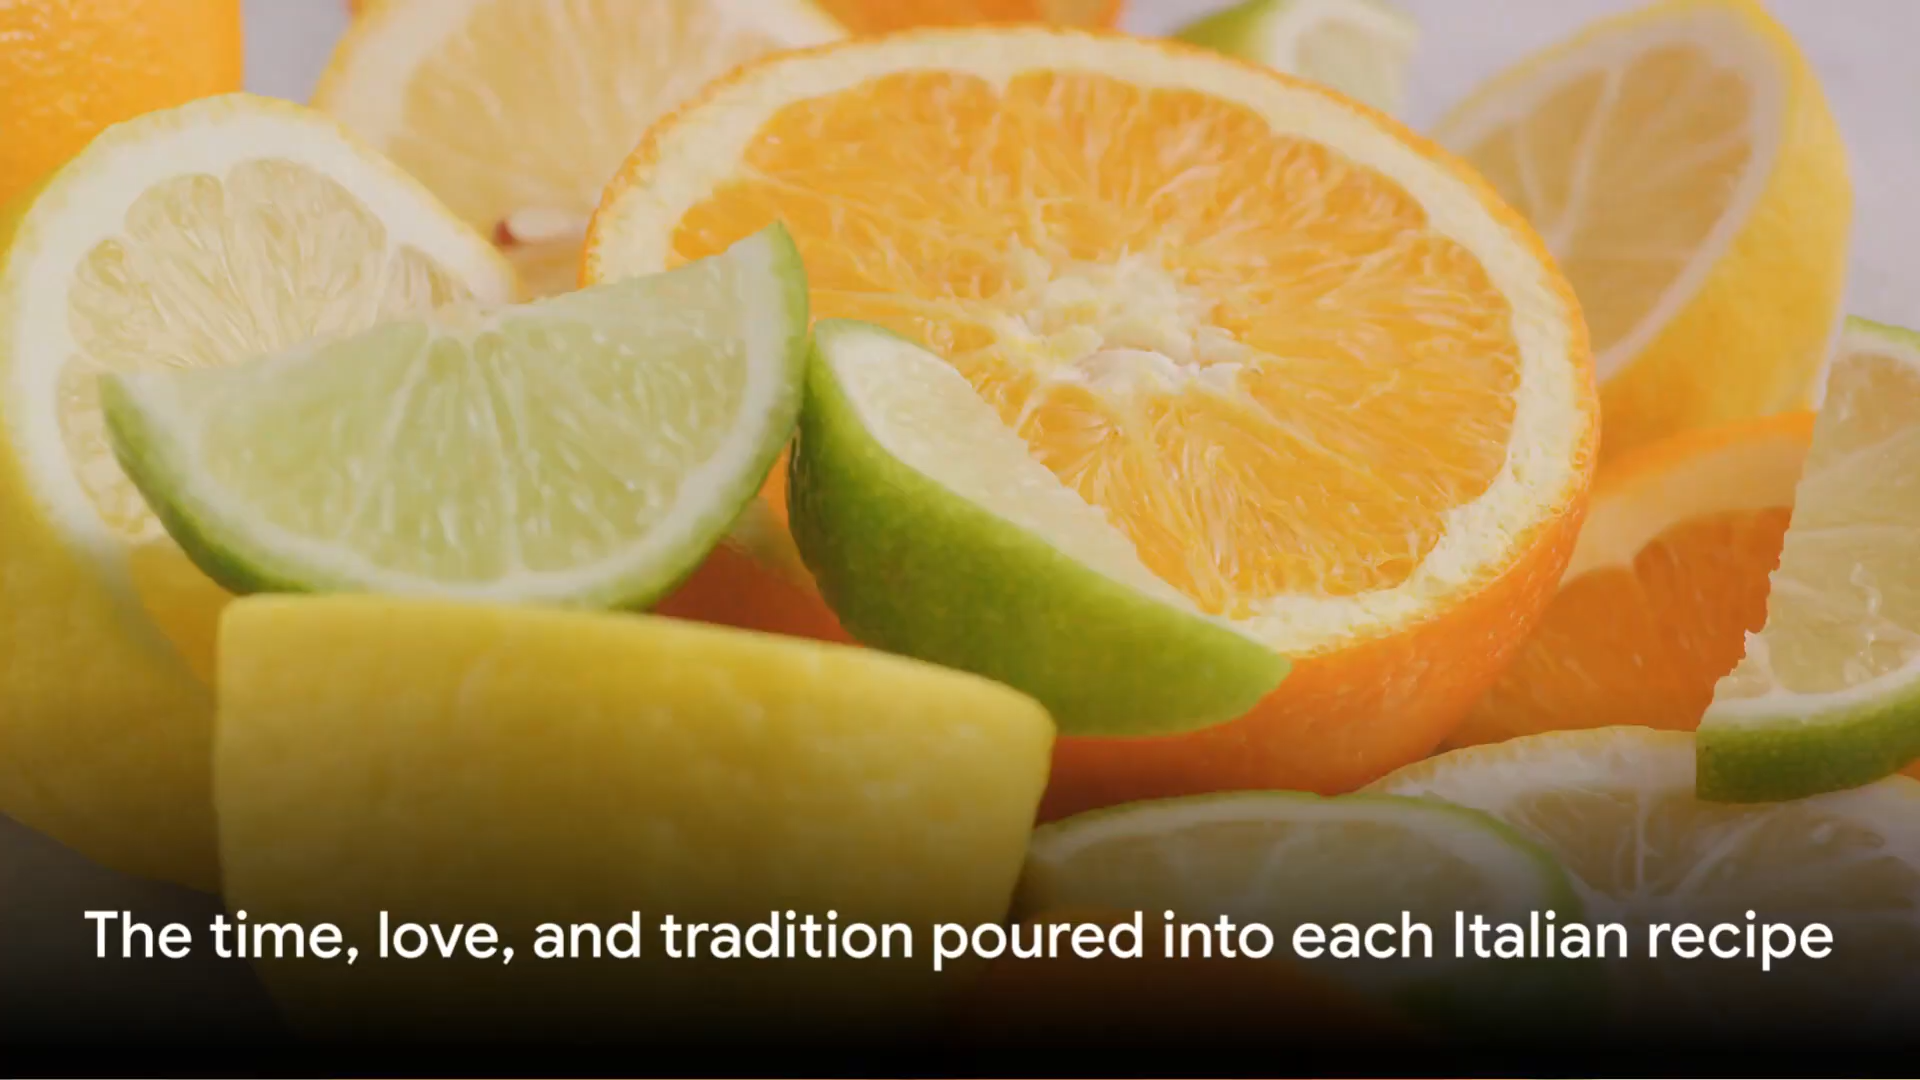 The time, love, and tradition poured into each Italian recipe